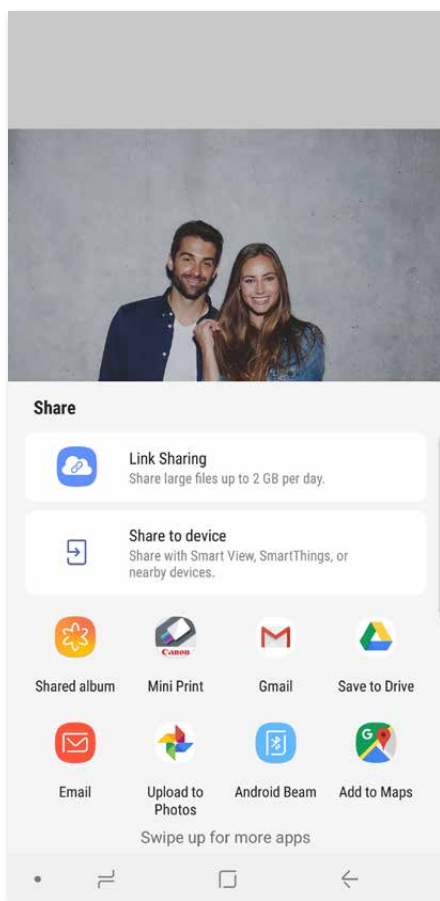 Share
Link Sharing
Share large files up to 2 GB per day.
Share to device
Share with Smart View, SmartThings, or
nearby devices.
Canon
Shared album Mini Print Gmail Save to Drive
G
Email Upload to Photos Android Beam Add to Maps
Swipe up for more apps